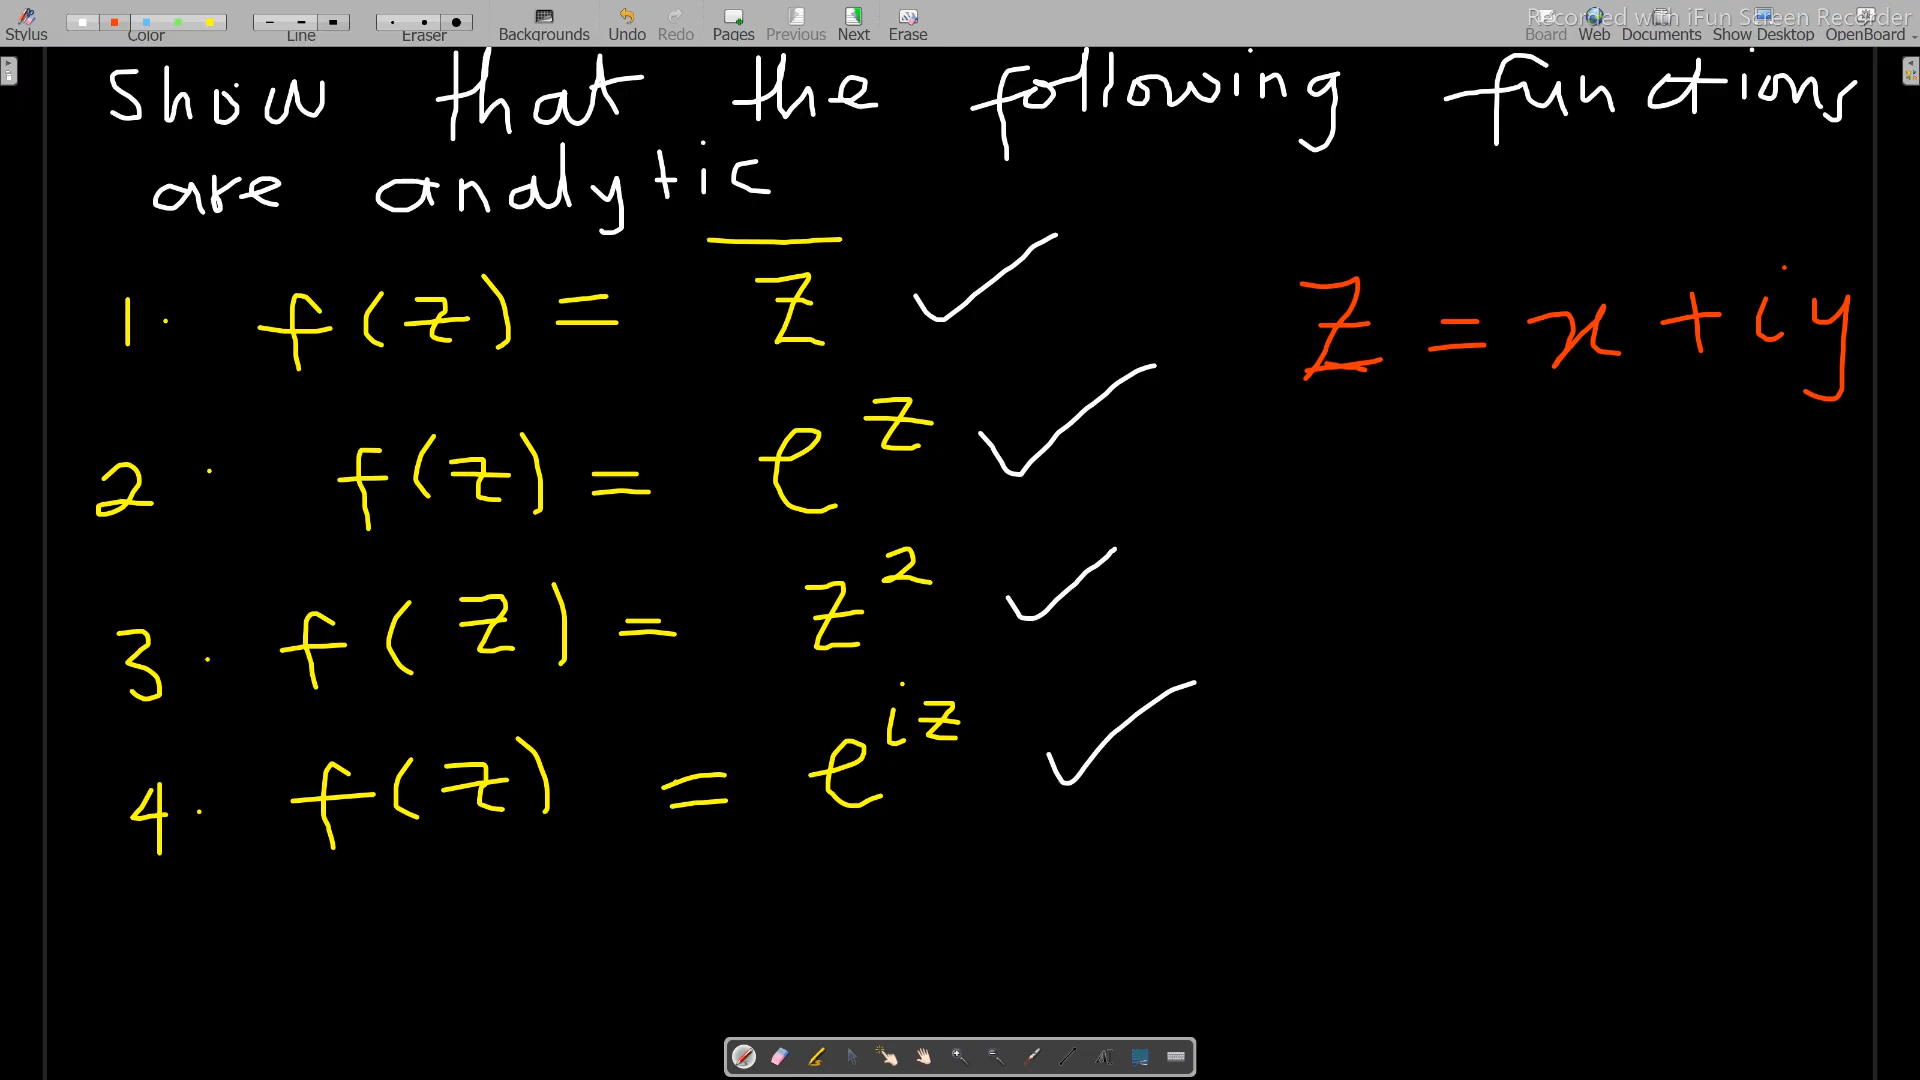 Stylus Color Line Eraser Backgrounds Undo Redo Pages Previous Next Erase Board Web Documents Show Desktop OpenBoard
Recorded with iFun Screen Recorder
Show that the following functions
are analytic
1. f(z) = z̅
z = x + iy
2. f(z) = e^z
3. f(z) = z^2
4. f(z) = e^{iz}